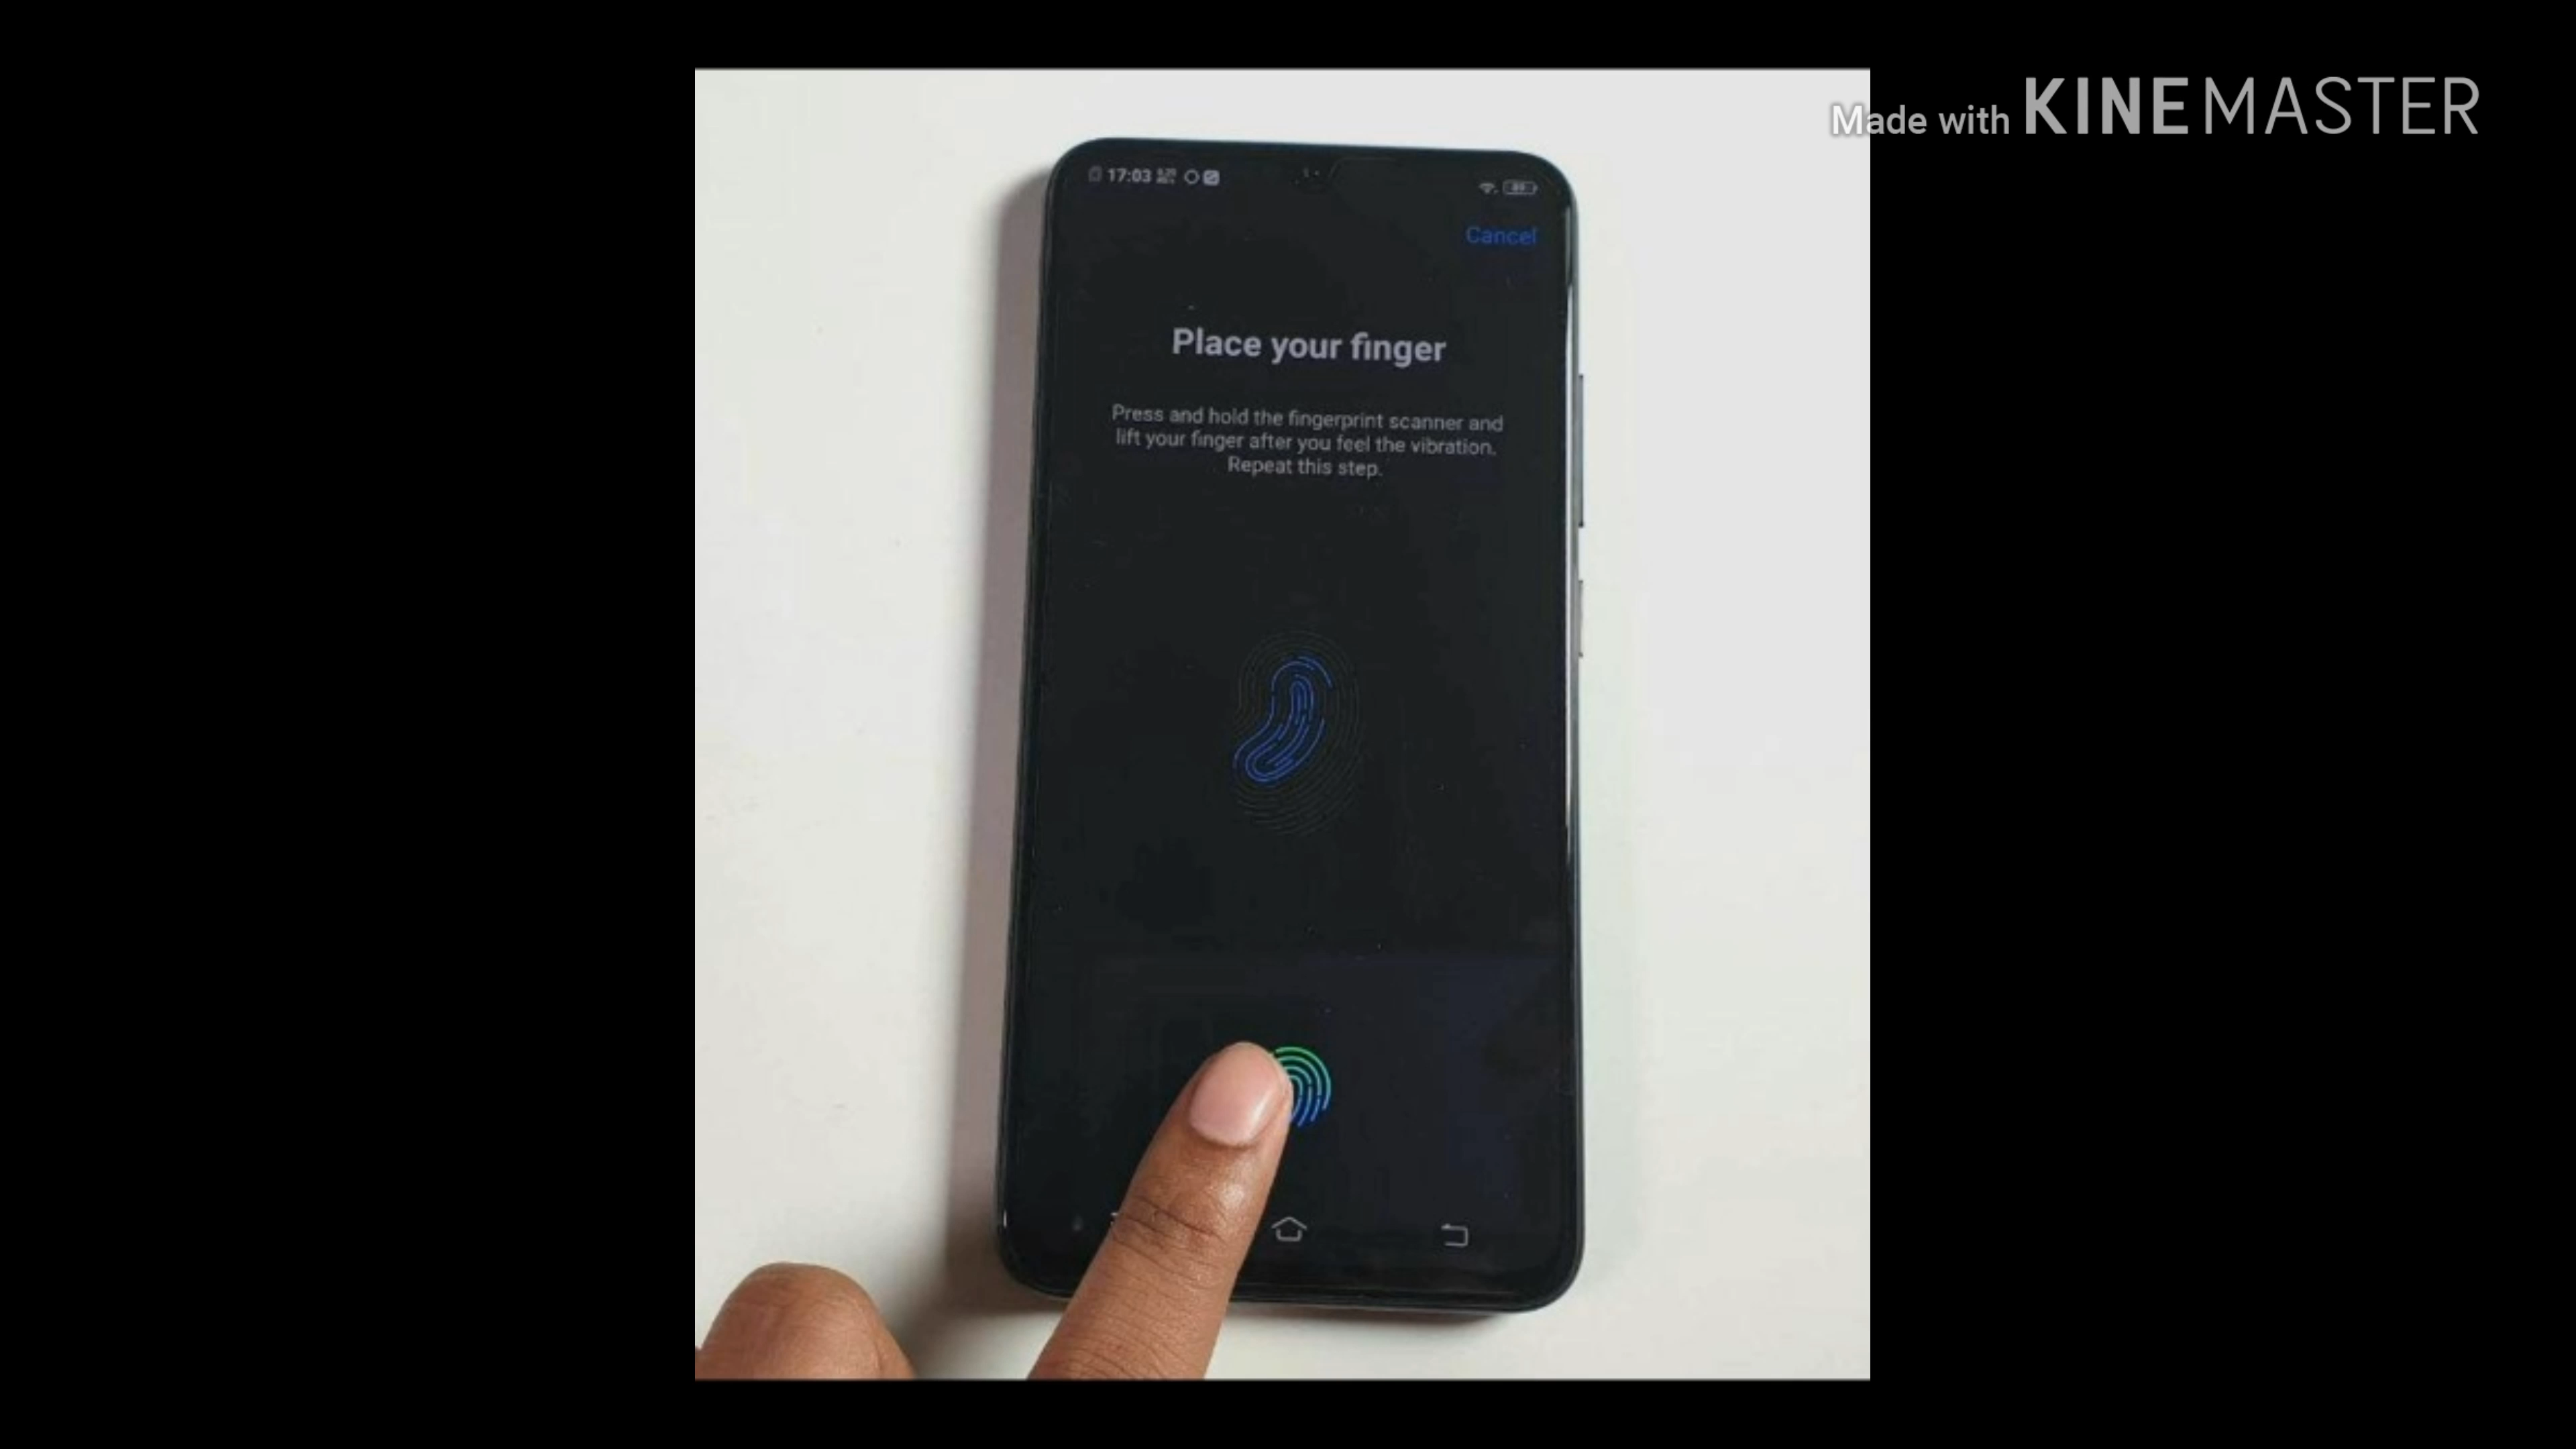 Made with KINEMASTER
17:03
Cancel
Place your finger
Press and hold the fingerprint scanner and
lift your finger after you feel the vibration.
Repeat this step.